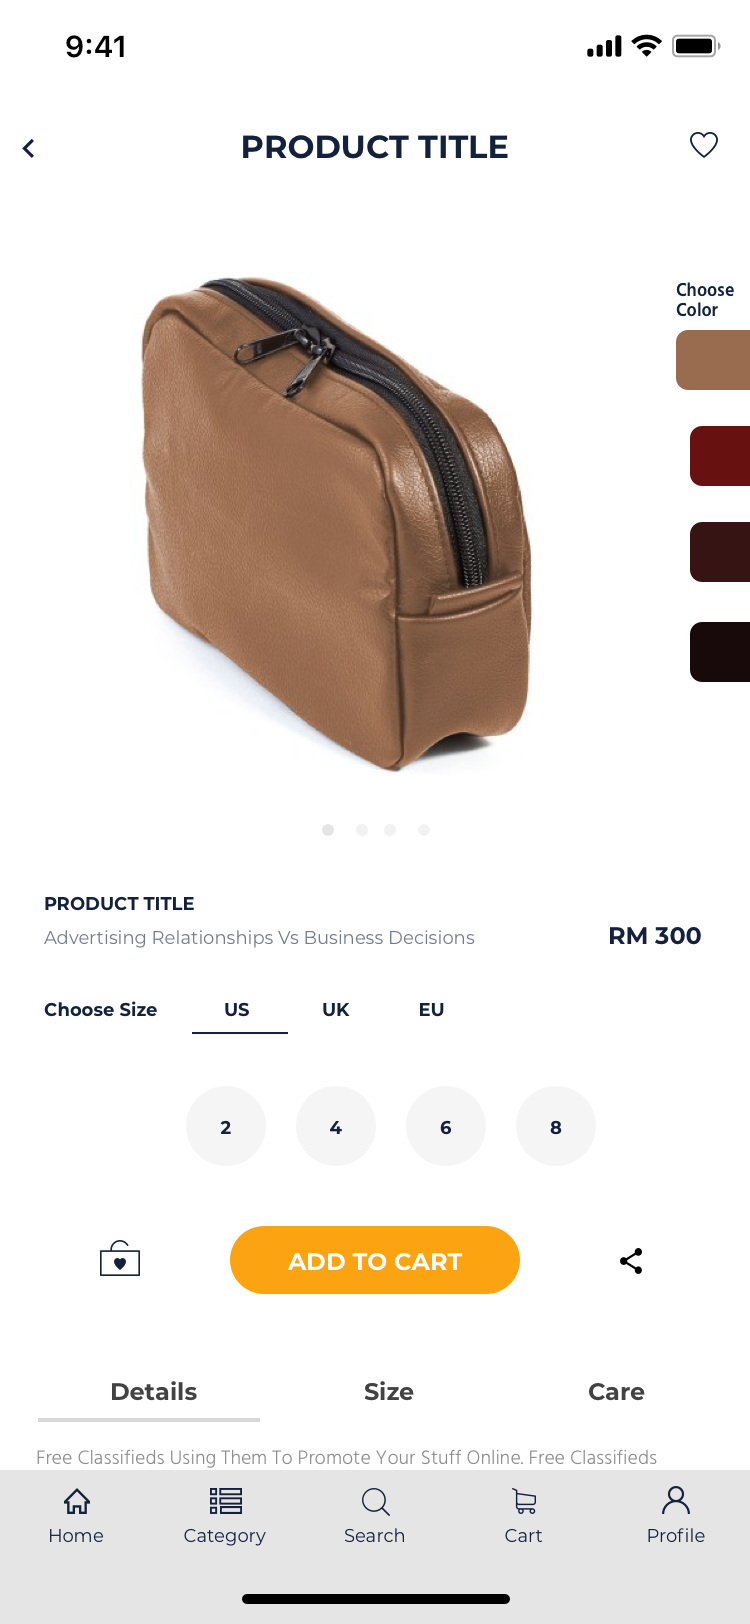 9:41
PRODUCT TITLE
Choose
Color
PRODUCT TITLE
Advertising Relationships Vs Business Decisions
RM 300
Choose Size
US
UK
EU
2
4
6
8
ADD TO CART
Details
Size
Care
Free Classifieds Using Them To Promote Your Stuff Online. Free Classifieds
Home
Category
Search
Cart
Profile